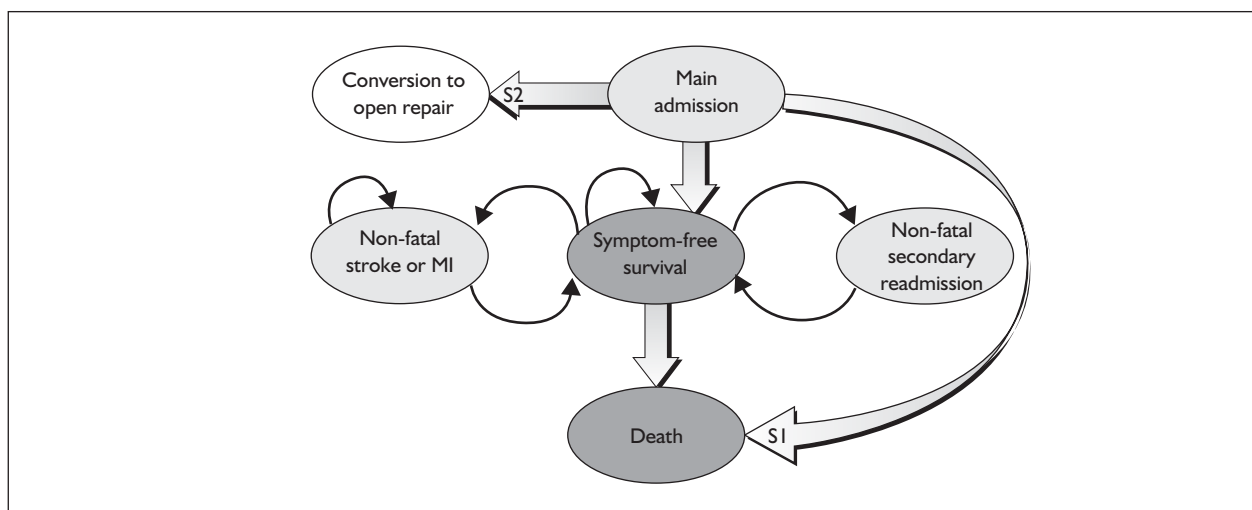 Conversion to
open repair
S2
Main
admission
Non-fatal
stroke or MI
Symptom-free
survival
Non-fatal
secondary
readmission
Death
S1